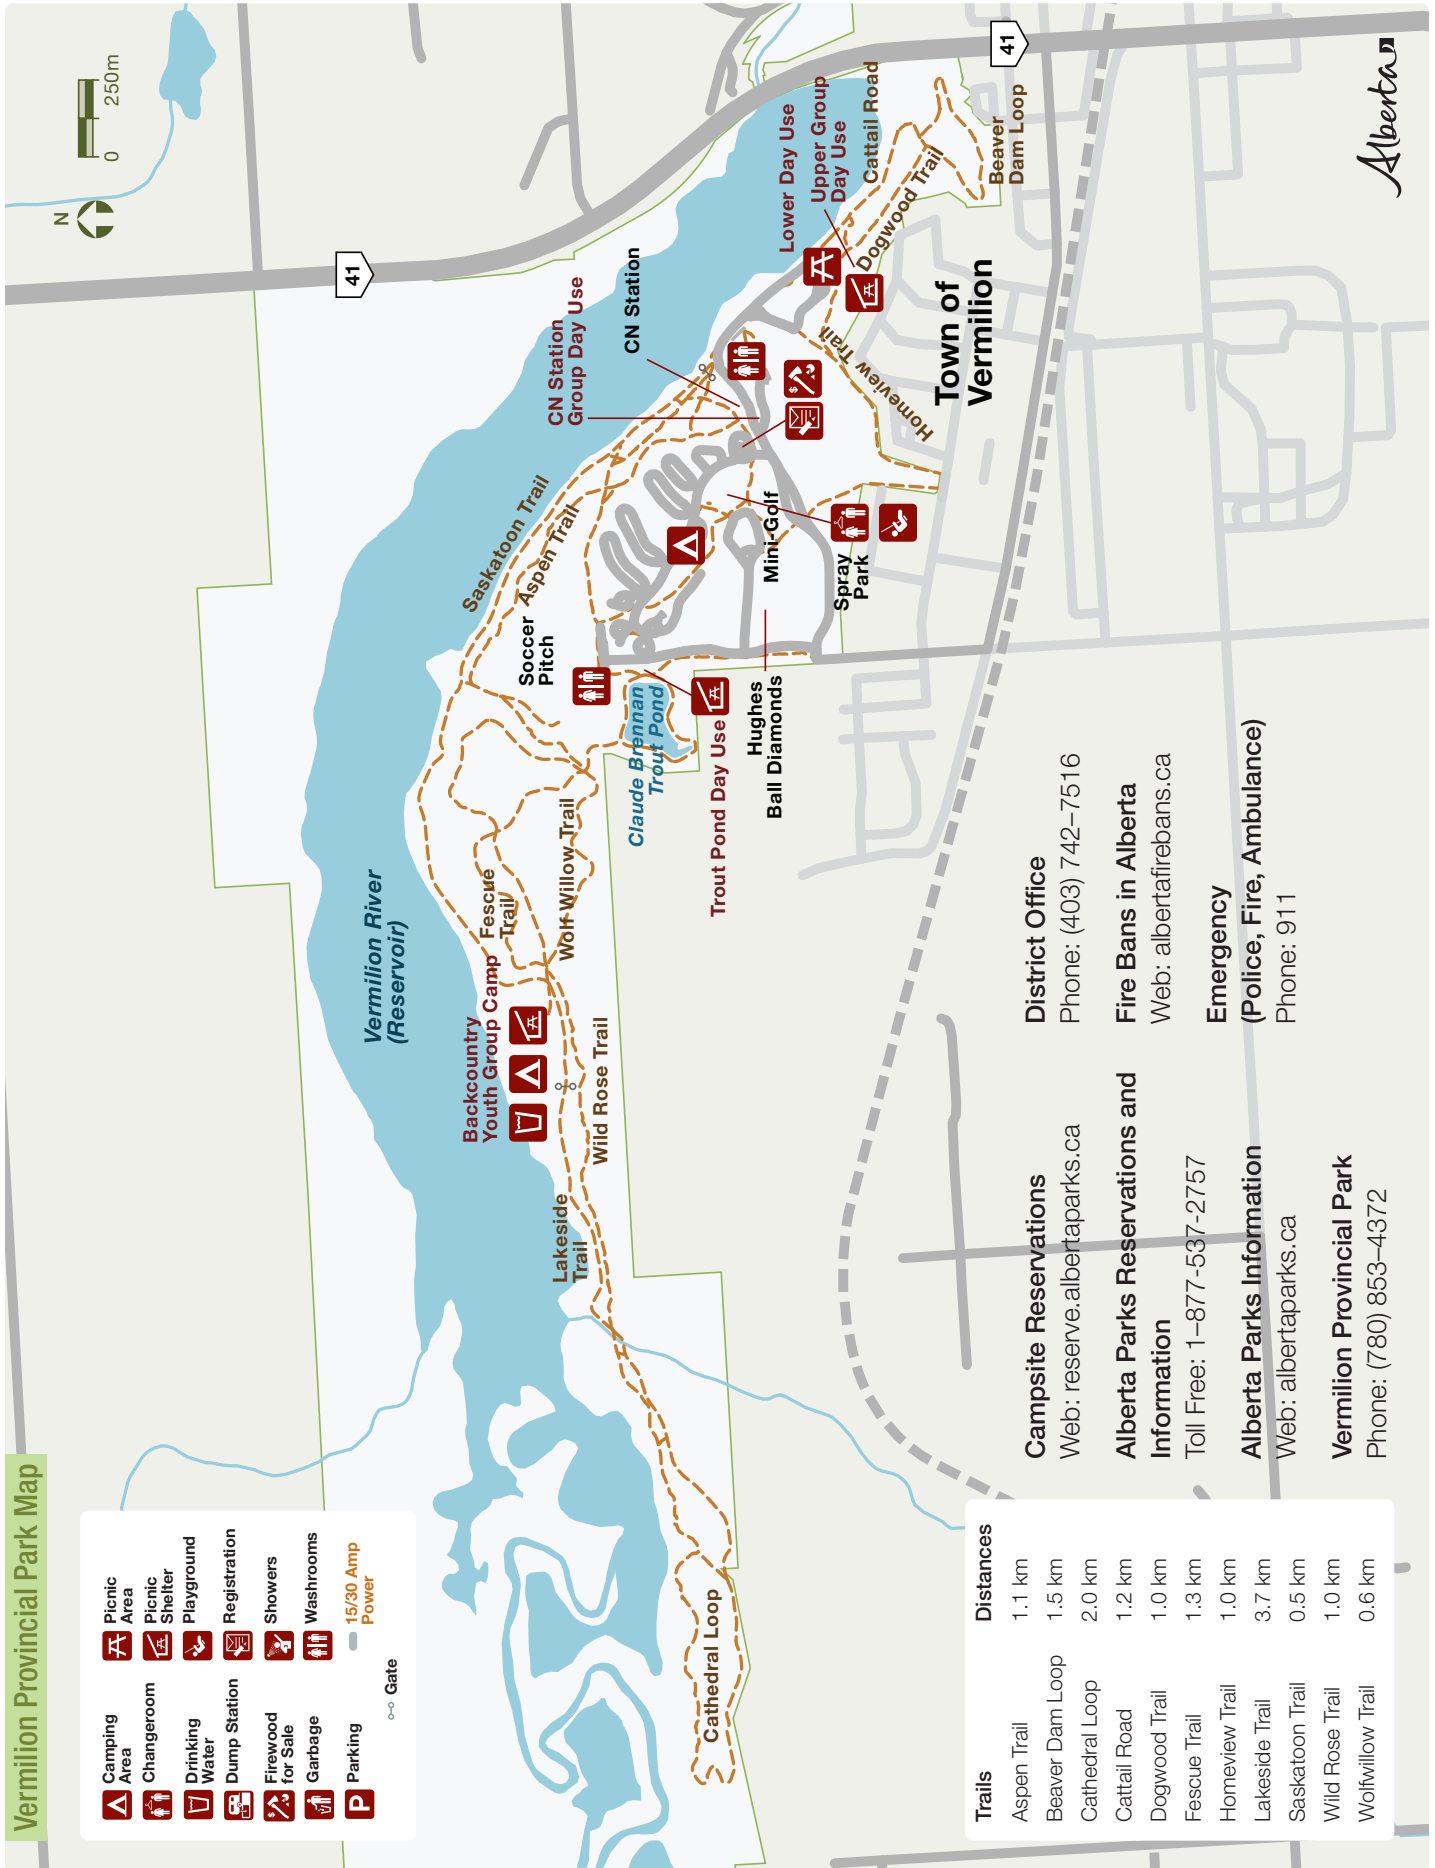 Vermilion Provincial Park Map
Camping
Area
Changeroom
Drinking
Water
Dump Station
Firewood
for Sale
Garbage
P
Parking
Picnic
Area
Picnic
Shelter
Playground
Registration
Showers
Washrooms
15/30 Amp
Power
Gate
N
0
250m
41
41
Vermilion River
(Reservoir)
Saskatoon Trail
Aspen Trail
Soccer
Pitch
CN Station
Group Day Use
CN Station
Lower Day Use
Upper Group
Day Use
Cattail Road
Dogwood Trail
Beaver
Dam Loop
Homeview Trail
Town of
Vermilion
Mini-Golf
Spray
Park
Hughes
Ball Diamonds
Claude Brennan
Trout Pond
Trout Pond Day Use
Fescue
Trail
Wolf Willow Trail
Backcountry
Youth Group Camp
Wild Rose Trail
Lakeside
Trail
Cathedral Loop
Trails Distances
Aspen Trail 1.1 km
Beaver Dam Loop 1.5 km
Cathedral Loop 2.0 km
Cattail Road 1.2 km
Dogwood Trail 1.0 km
Fescue Trail 1.3 km
Homeview Trail 1.0 km
Lakeside Trail 3.7 km
Saskatoon Trail 0.5 km
Wild Rose Trail 1.0 km
Wolfwillow Trail 0.6 km
Campsite Reservations
Web: reserve.albertaparks.ca
Alberta Parks Reservations and
Information
Toll Free: 1–877-537-2757
Alberta Parks Information
Web: albertaparks.ca
Vermilion Provincial Park
Phone: (780) 853–4372
District Office
Phone: (403) 742–7516
Fire Bans in Alberta
Web: albertafirebans.ca
Emergency
(Police, Fire, Ambulance)
Phone: 911
Alberta